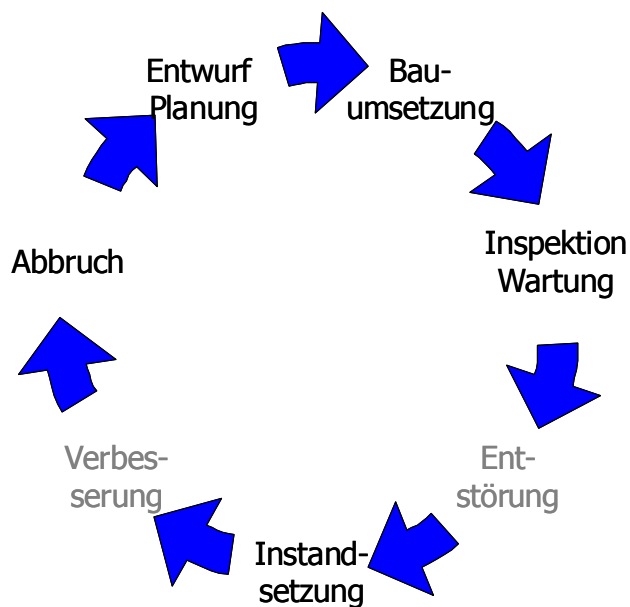 Entwurf
Planung
Bau-
umsetzung
Inspektion
Wartung
Ent-
störung
Instand-
setzung
Verbes-
serung
Abbruch